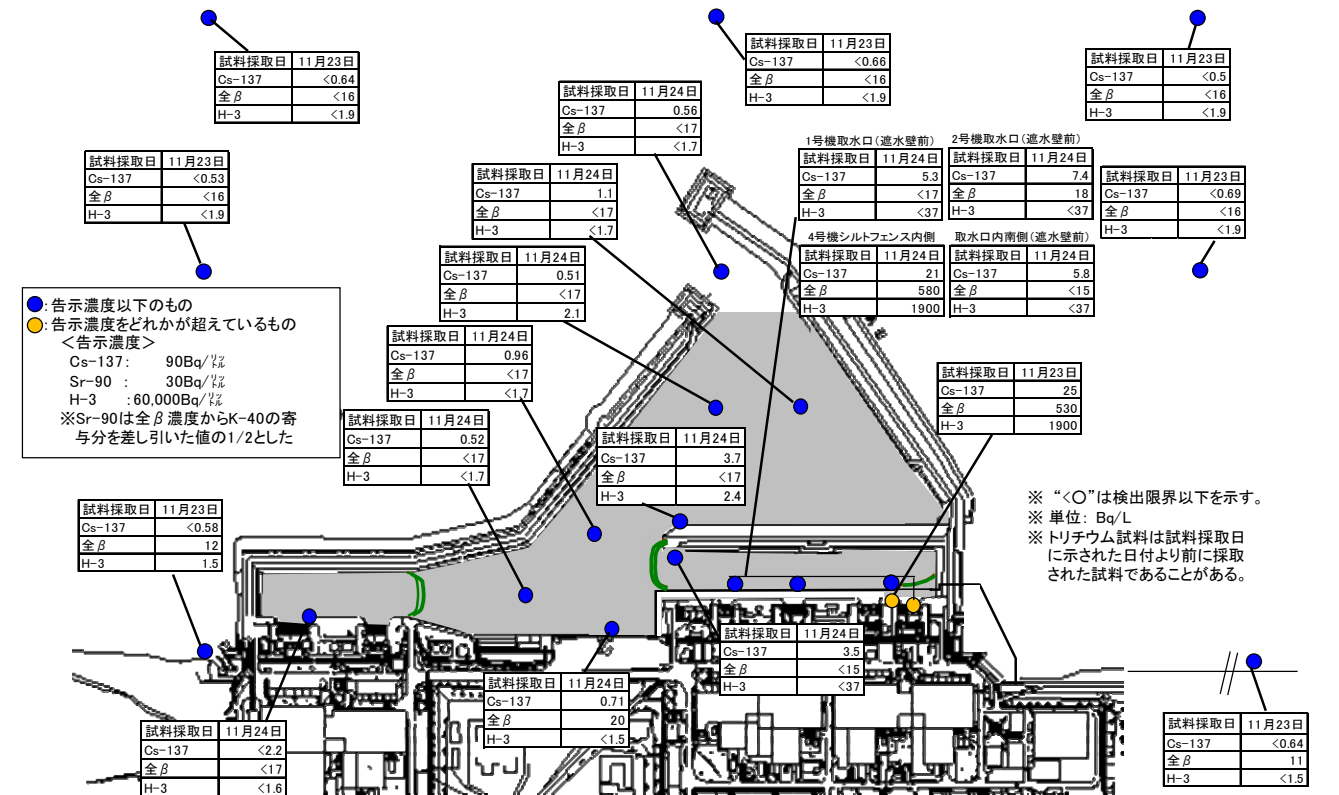 試料採取日 11月23日
Cs-137 <0.64
全β <16
H-3 <1.9
試料採取日 11月23日
Cs-137 <0.66
全β <16
H-3 <1.9
試料採取日 11月23日
Cs-137 <0.5
全β <16
H-3 <1.9
試料採取日 11月24日
Cs-137 0.56
全β <17
H-3 <1.7
試料採取日 11月23日
Cs-137 <0.53
全β <16
H-3 <1.9
試料採取日 11月24日
Cs-137 1.1
全β <17
H-3 <1.7
1号機取水口(遮水壁前)
試料採取日 11月24日
Cs-137 5.3
全β <17
H-3 <37
2号機取水口(遮水壁前)
試料採取日 11月24日
Cs-137 7.4
全β 18
H-3 <37
試料採取日 11月23日
Cs-137 <0.69
全β <16
H-3 <1.9
4号機シルトフェンス内側
試料採取日 11月24日
Cs-137 21
全β 580
H-3 1900
取水口内南側(遮水壁前)
試料採取日 11月24日
Cs-137 5.8
全β <15
H-3 <37
試料採取日 11月24日
Cs-137 0.51
全β <17
H-3 2.1
:告示濃度以下のもの
:告示濃度をどれかが超えているもの
<告示濃度>
Cs-137: 90Bq/㍑
Sr-90 : 30Bq/㍑
H-3 :60,000Bq/㍑
※Sr-90は全β濃度からK-40の寄
与分を差し引いた値の1/2とした
試料採取日 11月24日
Cs-137 0.96
全β <17
H-3 <1.7
試料採取日 11月23日
Cs-137 25
全β 530
H-3 1900
試料採取日 11月24日
Cs-137 0.52
全β <17
H-3 <1.7
試料採取日 11月24日
Cs-137 3.7
全β <17
H-3 2.4
※ “<○”は検出限界以下を示す。
※ 単位: Bq/L
※ トリチウム試料は試料採取日
に示された日付より前に採取
された試料であることがある。
試料採取日 11月23日
Cs-137 <0.58
全β 12
H-3 1.5
試料採取日 11月24日
Cs-137 3.5
全β <15
H-3 <37
試料採取日 11月24日
Cs-137 0.71
全β 20
H-3 <1.5
試料採取日 11月24日
Cs-137 <2.2
全β <17
H-3 <1.6
試料採取日 11月23日
Cs-137 <0.64
全β 11
H-3 <1.5